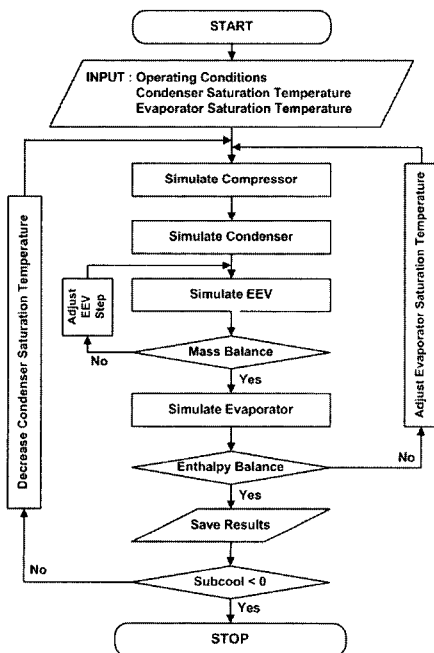 START
INPUT : Operating Conditions
Condenser Saturation Temperature
Evaporator Saturation Temperature
Simulate Compressor
Simulate Condenser
Simulate EEV
Adjust
EEV
Step
Mass Balance
No
Yes
Simulate Evaporator
Enthalpy Balance
No
Yes
Save Results
Subcool < 0
No
Yes
STOP
Decrease Condenser Saturation Temperature
Adjust Evaporator Saturation Temperature